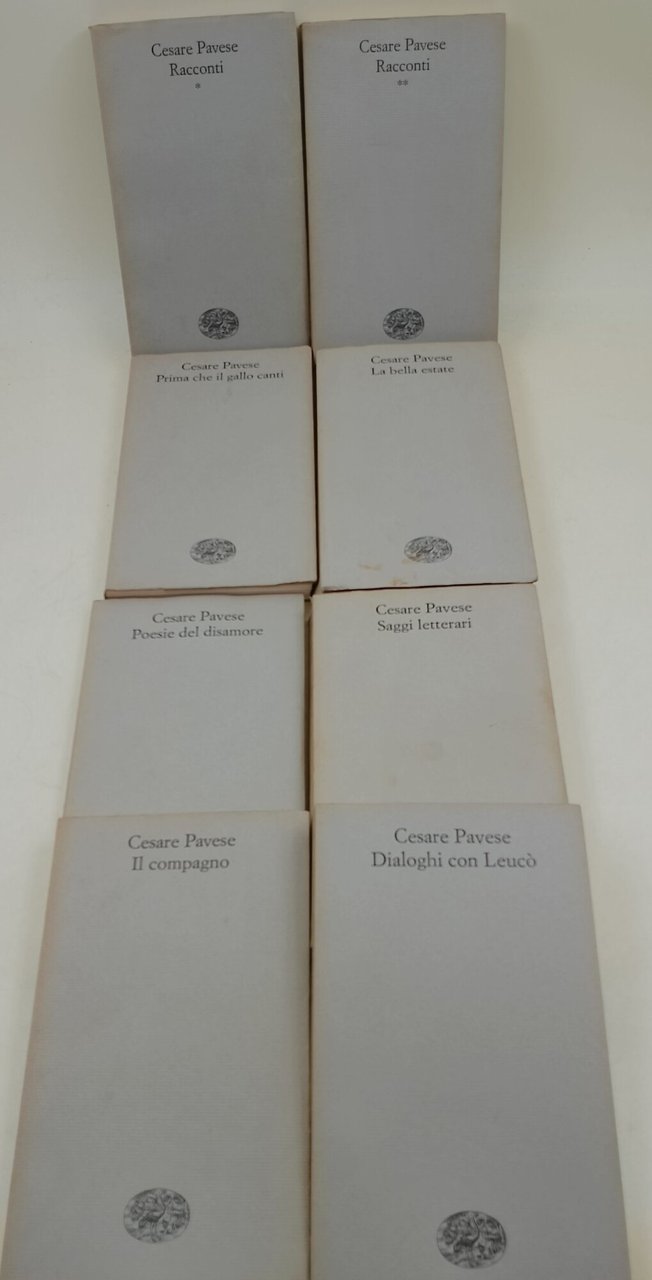 Cesare Pavese
Racconti
*
Cesare Pavese
Racconti
**
Cesare Pavese
Prima che il gallo canti
Cesare Pavese
La bella estate
Cesare Pavese
Poesie del disamore
Cesare Pavese
Saggi letterari
Cesare Pavese
Il compagno
Cesare Pavese
Dialoghi con Leucò